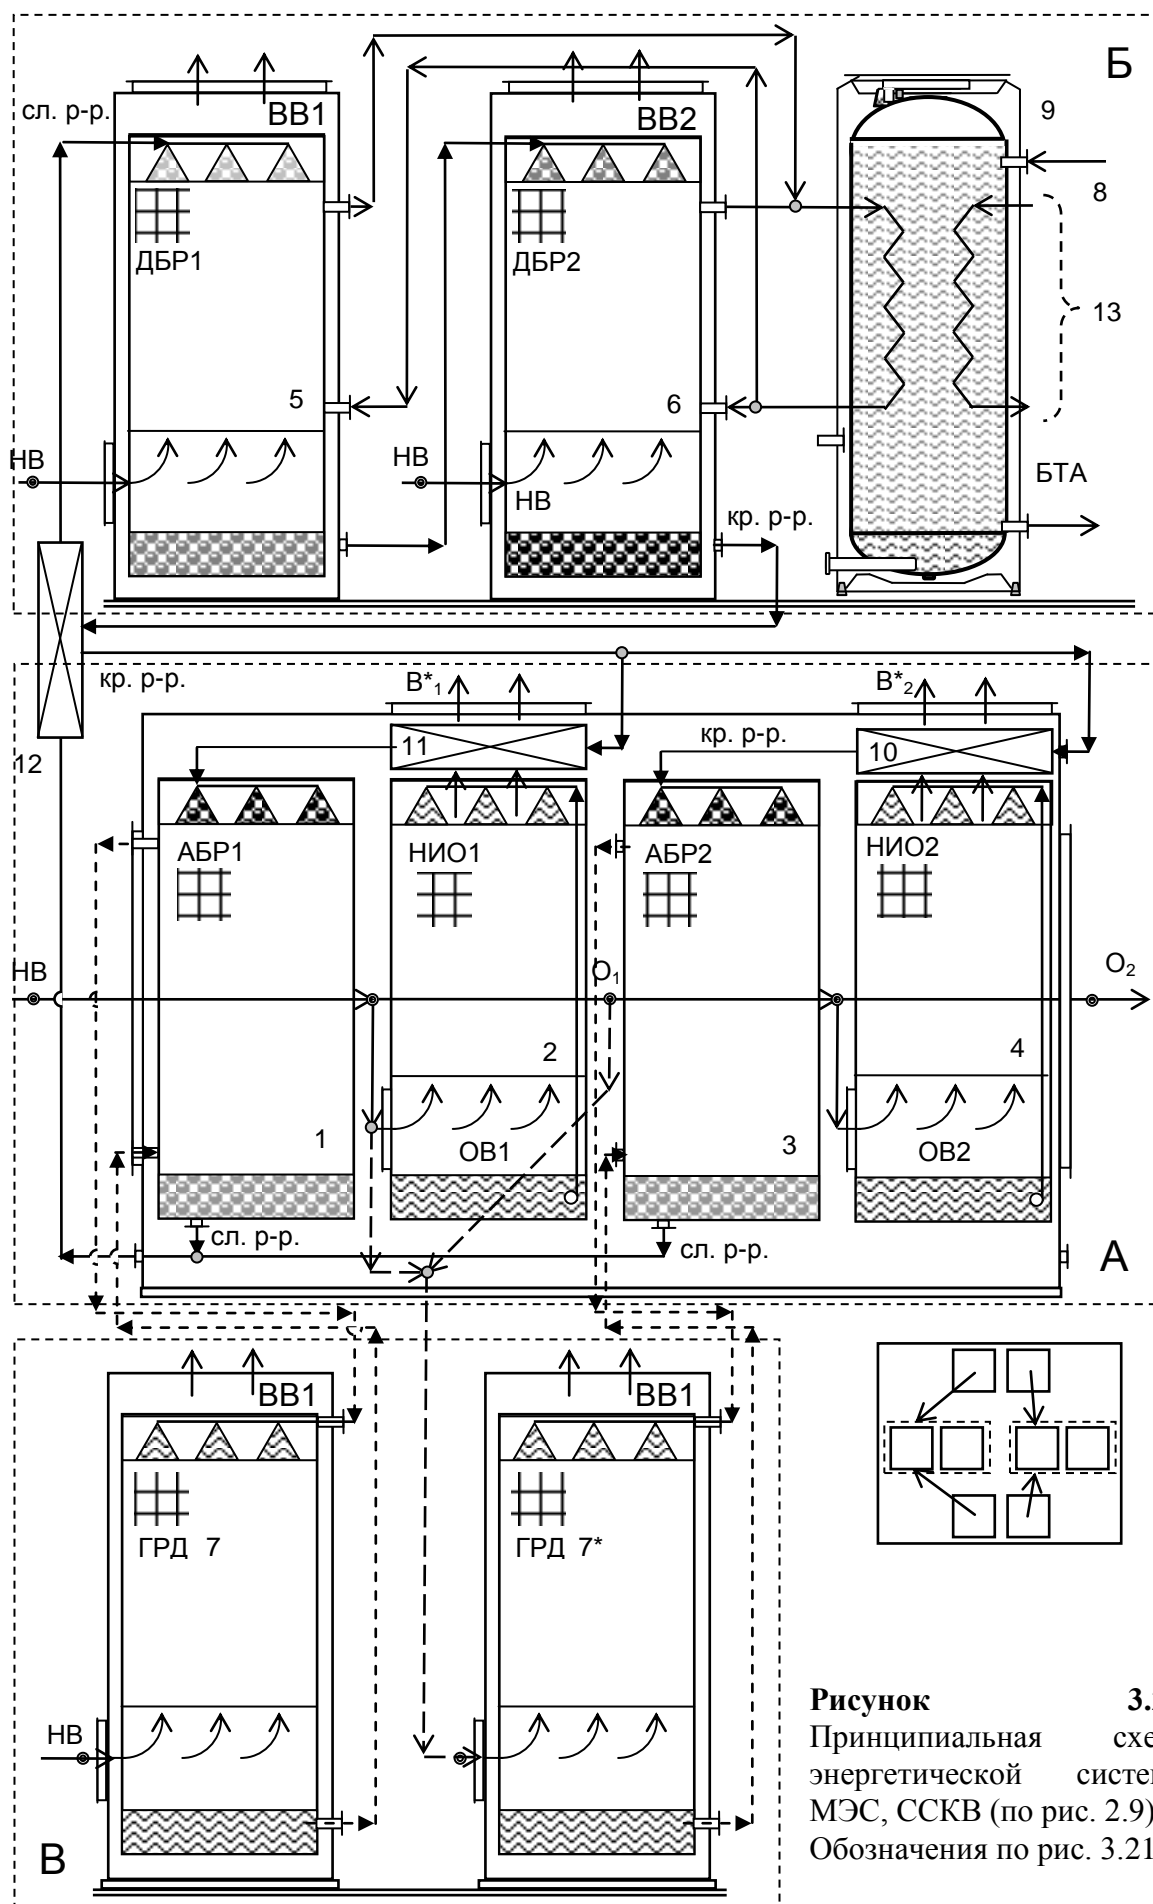 Б
сл. р-р.
ВВ1
ВВ2
9
8
ДБР1
ДБР2
13
5
6
НВ
НВ
НВ
БТА
кр. р-р.
кр. р-р.
12
В*1
В*2
11
кр. р-р.
10
АБР1
НИО1
АБР2
НИО2
НВ
О1
О2
2
4
1
ОВ1
3
ОВ2
сл. р-р.
сл. р-р.
А
ВВ1
ВВ1
ГРД 7
ГРД 7*
НВ
В
Рисунок 3.
Принципиальная схе
энергетической систе
МЭС, ССКВ (по рис. 2.9)
Обозначения по рис. 3.21